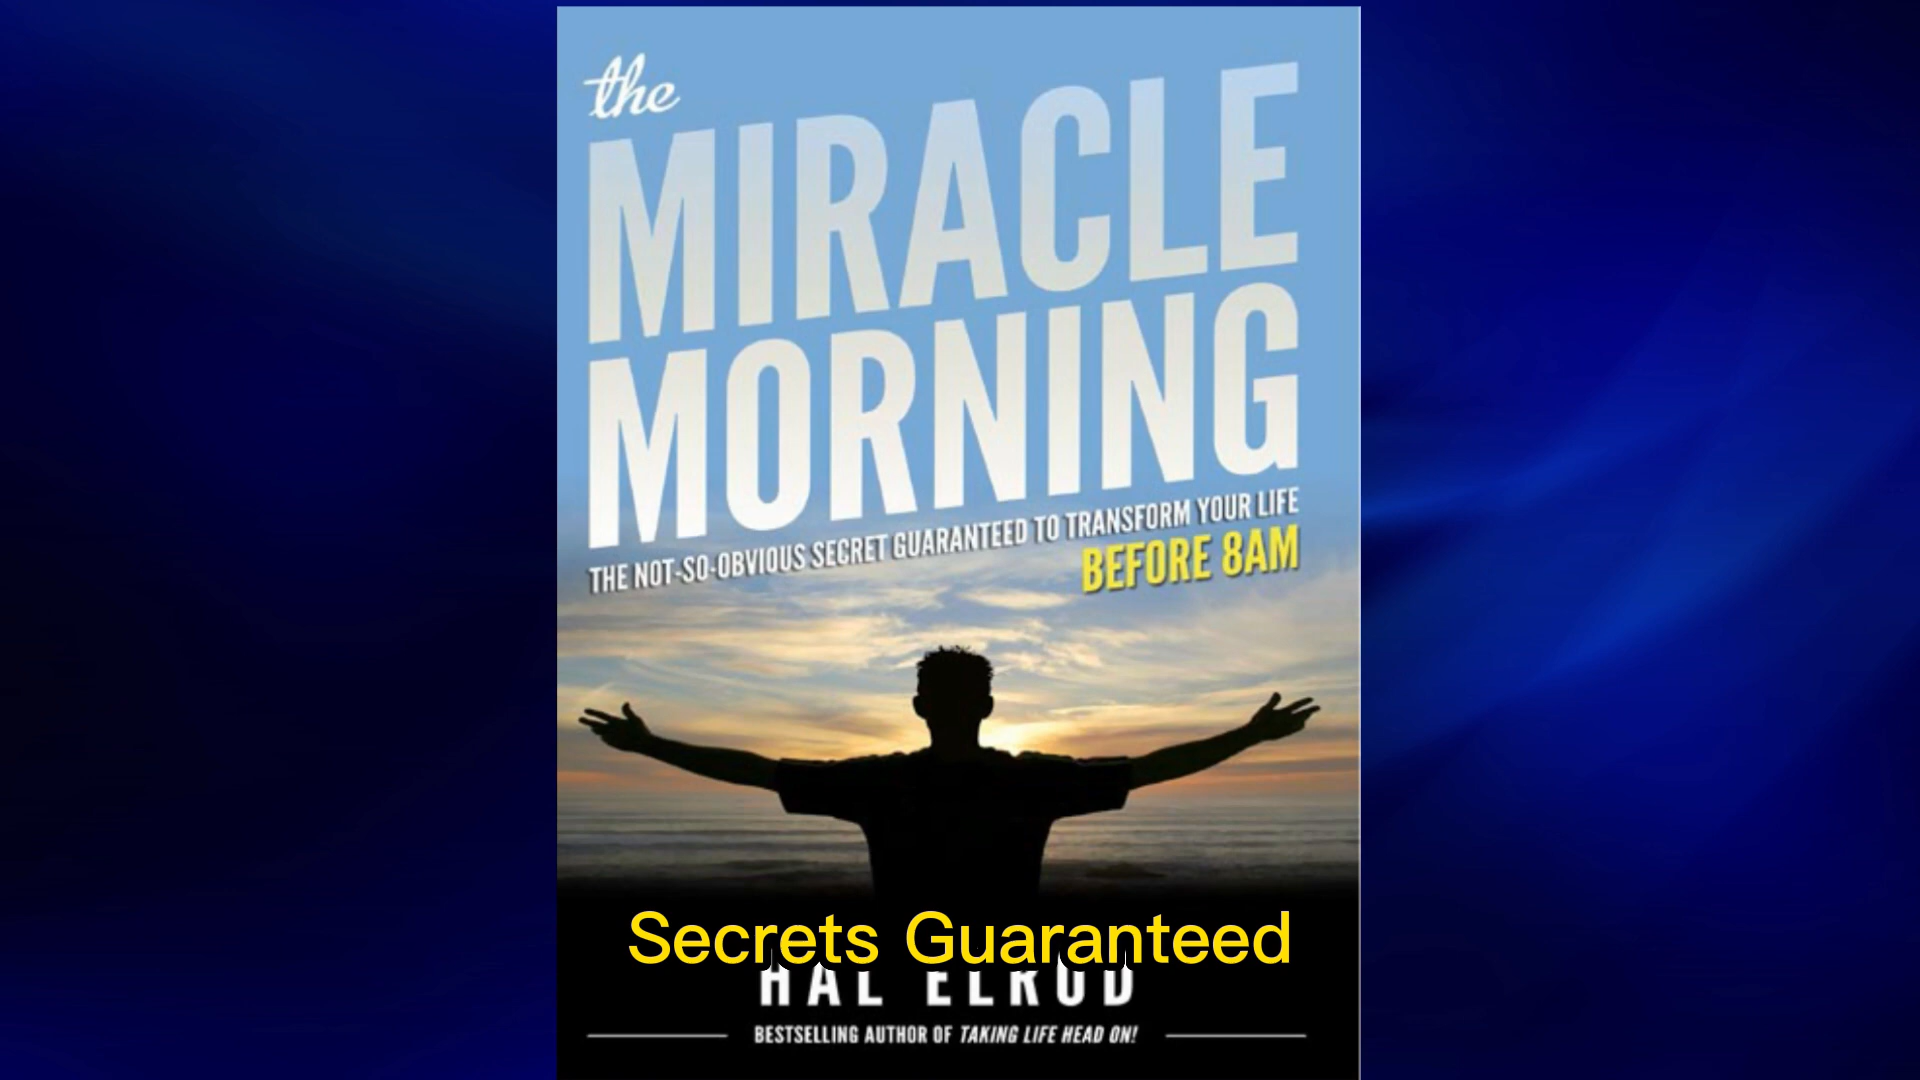 the
MIRACLE
MORNING
THE NOT-SO-OBVIOUS SECRET GUARANTEED TO TRANSFORM YOUR LIFE
BEFORE 8AM
Secrets Guaranteed
HAL ELROD
BESTSELLING AUTHOR OF TAKING LIFE HEAD ON!